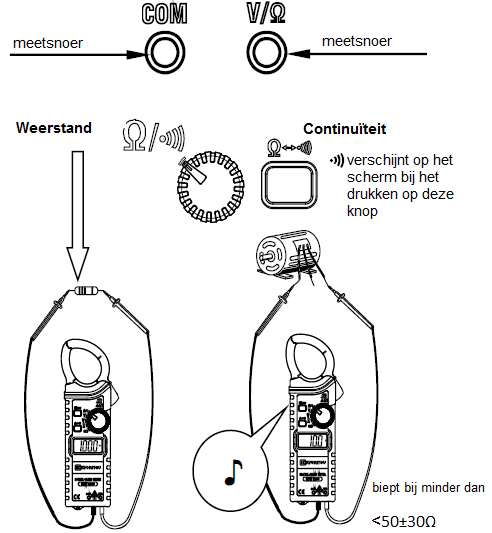 COM V/Ω
meetsnoer meetsnoer
Weerstand Ω/ Continuïteit
Ω↔
verschijnt op het
scherm bij het
drukken op deze
knop
biept bij minder dan
<50±30Ω